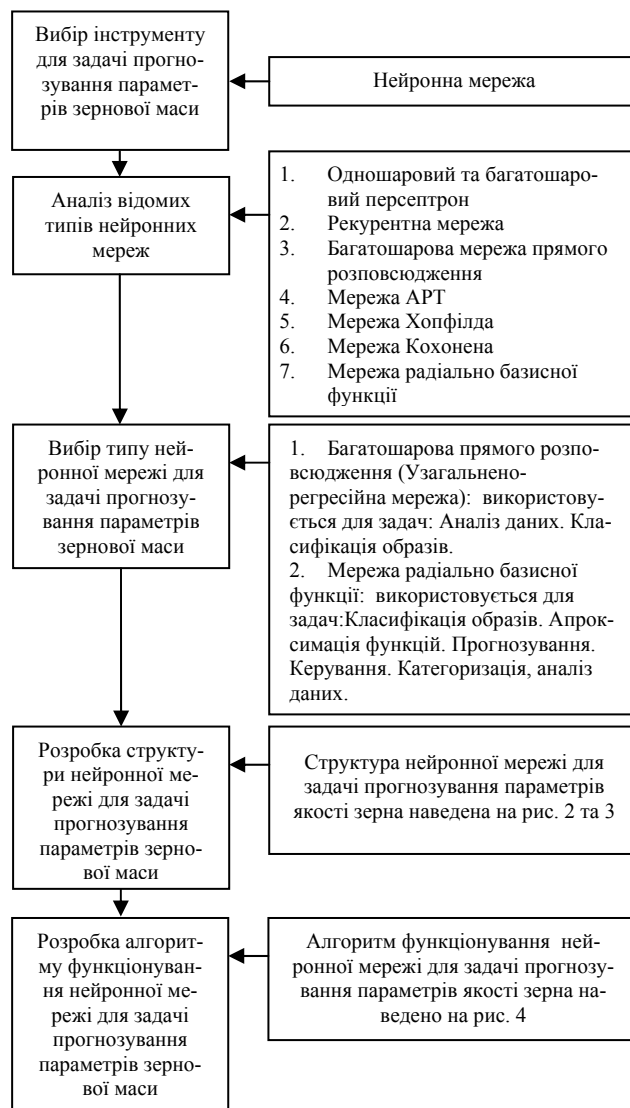 Вибір інструменту
для задачі прогно-
зування парамет-
рів зернової маси
Нейронна мережа
Аналіз відомих
типів нейронних
мереж
1. Одношаровий та багатошаро-
вий персептрон
2. Рекурентна мережа
3. Багатошарова мережа прямого
розповсюдження
4. Мережа АРТ
5. Мережа Хопфілда
6. Мережа Кохонена
7. Мережа радіально базисної
функції
Вибір типу ней-
ронної мережі для
задачі прогнозу-
вання параметрів
зернової маси
1. Багатошарова прямого розпо-
всюдження (Узагальнено-
регресійна мережа): використову-
ється для задач: Аналіз даних. Кла-
сифікація образів.
2. Мережа радіально базисної
функції: використовується для
задач:Класифікація образів. Апрок-
симація функцій. Прогнозування.
Керування. Категоризація, аналіз
даних.
Розробка структу-
ри нейронної ме-
режі для задачі
прогнозування
параметрів зерно-
вої маси
Структура нейронної мережі для
задачі прогнозування параметрів
якості зерна наведена на рис. 2 та 3
Розробка алгорит-
му функціонуван-
ня нейронної ме-
режі для задачі
прогнозування
параметрів зерно-
вої маси
Алгоритм функціонування ней-
ронної мережі для задачі прогнозу-
вання параметрів якості зерна на-
ведено на рис. 4